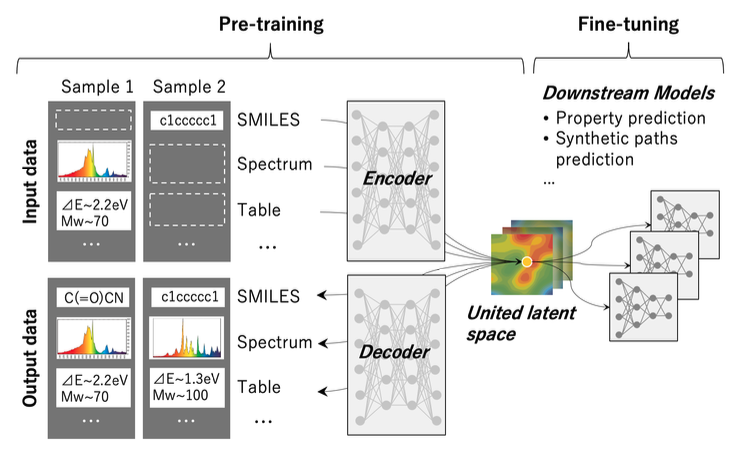 Pre-training
Fine-tuning
Sample 1
Sample 2
Input data
c1ccccc1
⊿E~2.2eV
Mw~70
...
...
SMILES
Spectrum
Table
...
Encoder
Downstream Models
• Property prediction
• Synthetic paths
prediction
...
United latent
space
Output data
C(=O)CN
c1ccccc1
⊿E~2.2eV
Mw~70
...
⊿E~1.3eV
Mw~100
...
SMILES
Spectrum
Table
...
Decoder